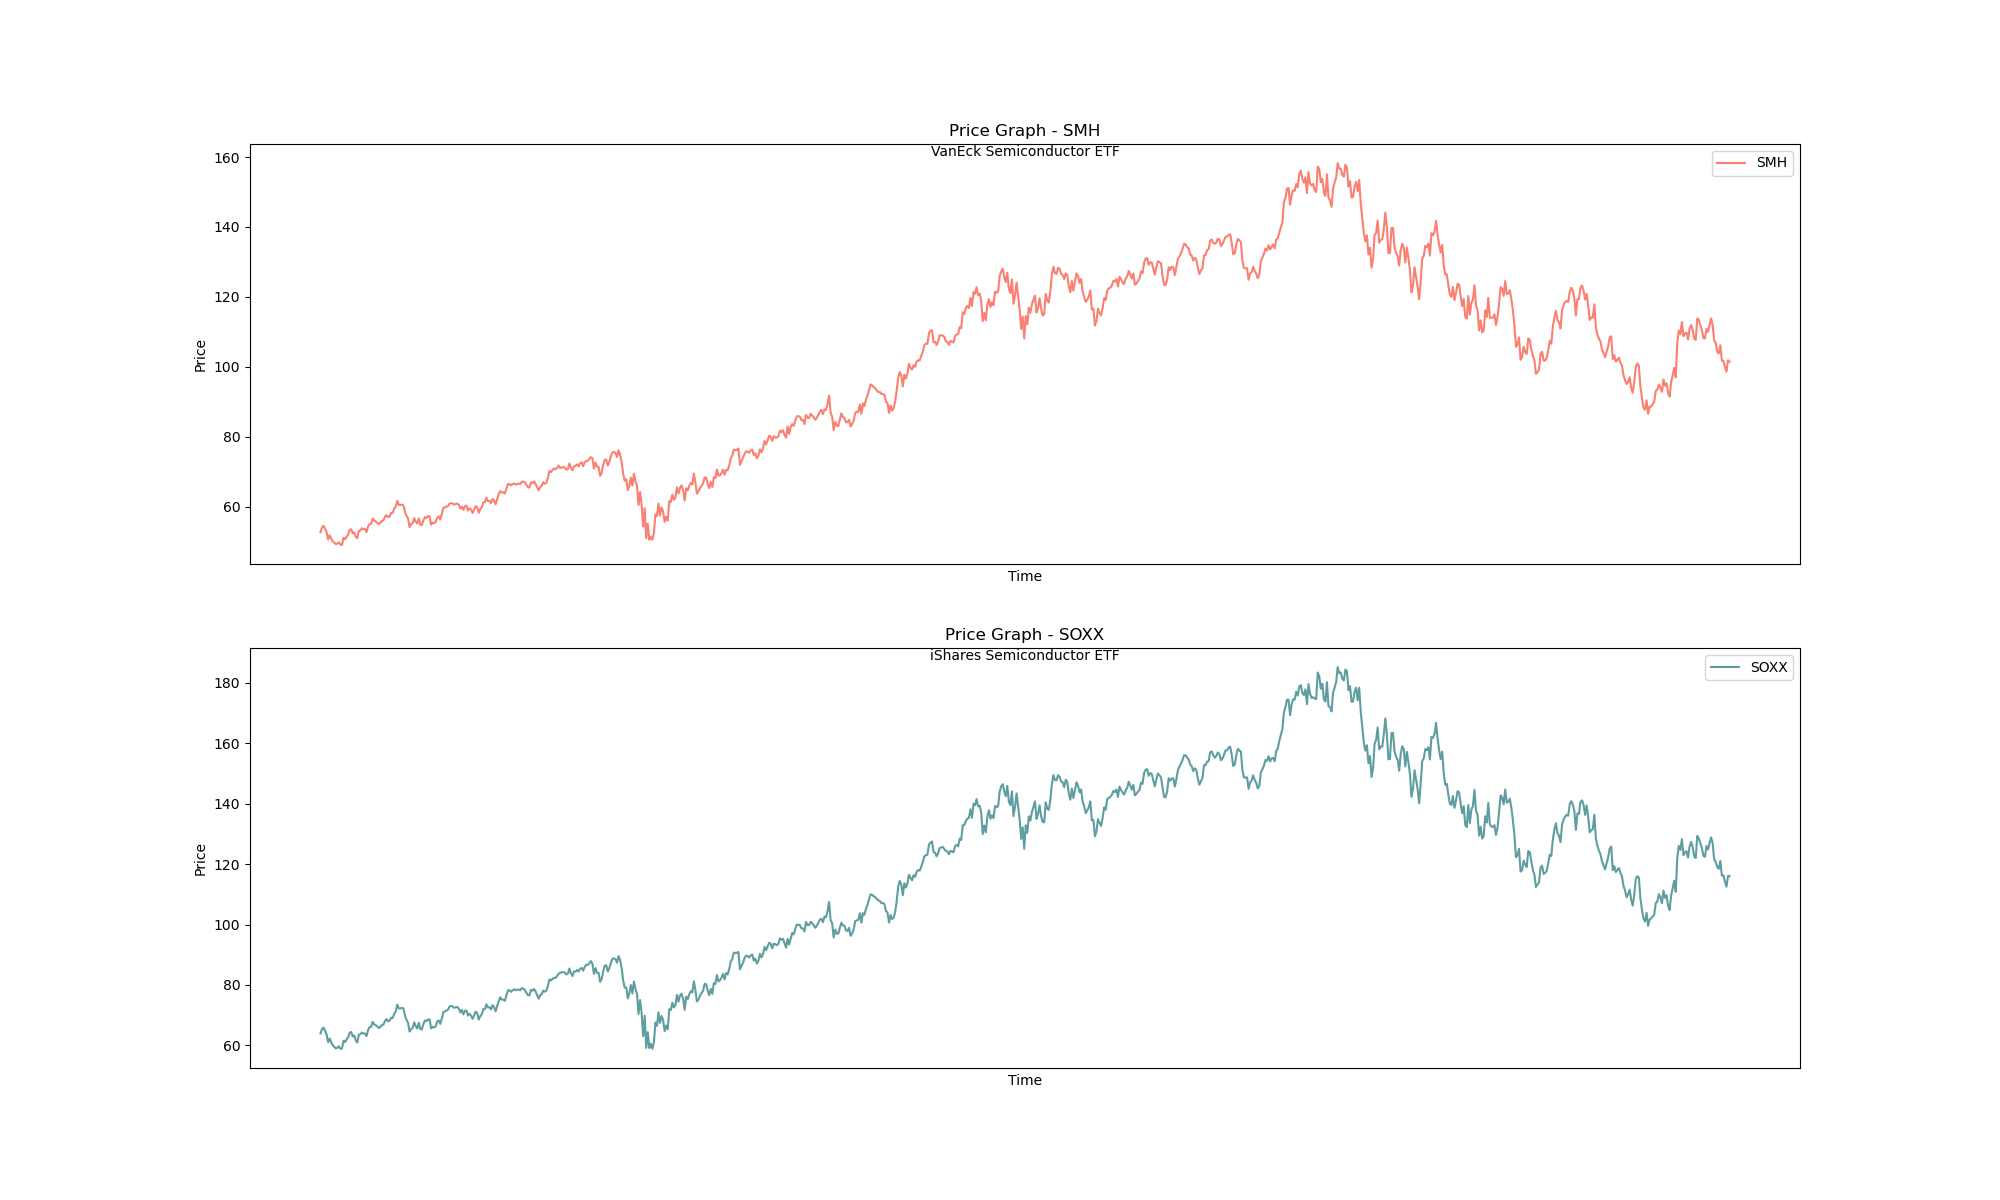 Price Graph - SMH
VanEck Semiconductor ETF
SMH
160
140
120
100
80
60
Price
Time
Price Graph - SOXX
iShares Semiconductor ETF
SOXX
180
160
140
120
100
80
60
Price
Time